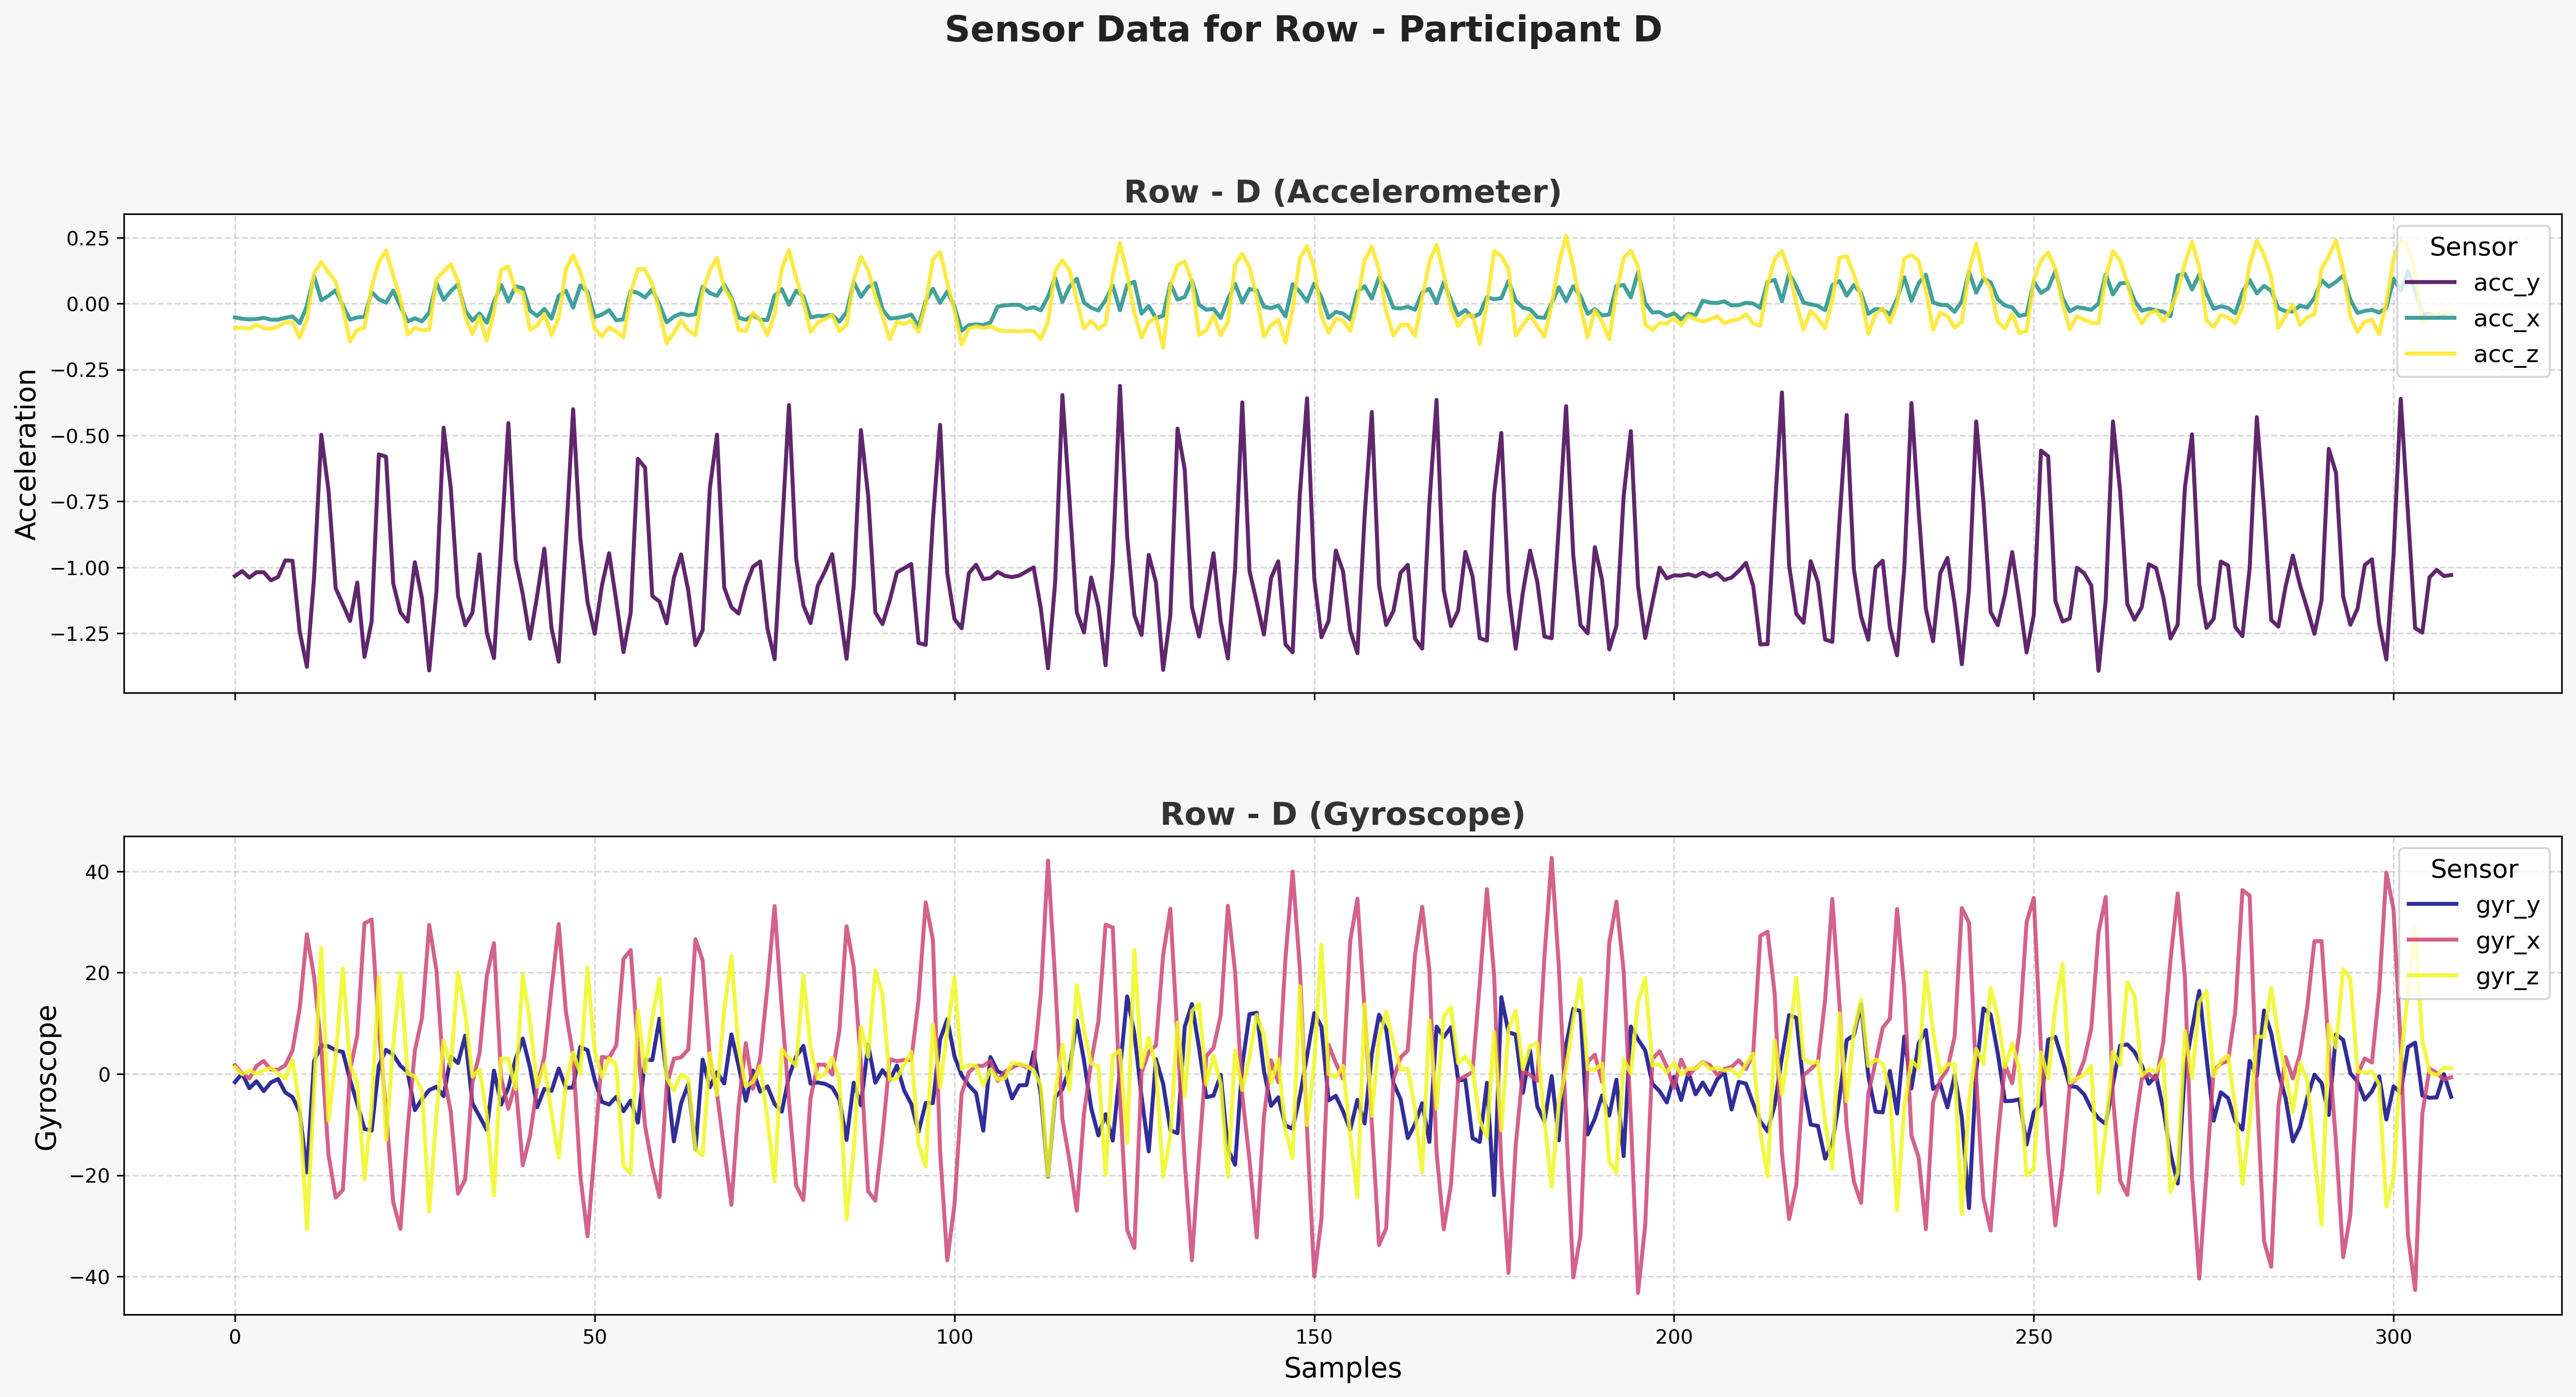 Sensor Data for Row - Participant D
Row - D (Accelerometer)
Acceleration
0.25
0.00
−0.25
−0.50
−0.75
−1.00
−1.25
Sensor
acc_y
acc_x
acc_z
Row - D (Gyroscope)
Gyroscope
40
20
0
−20
−40
Sensor
gyr_y
gyr_x
gyr_z
0
50
100
150
200
250
300
Samples